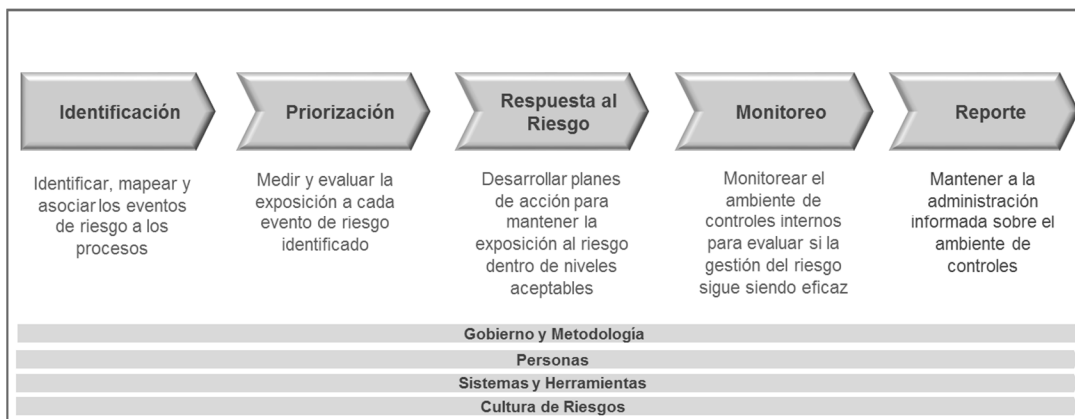 Identificación
Identificar, mapear y
asociar los eventos
de riesgo a los
procesos
Priorización
Medir y evaluar la
exposición a cada
evento de riesgo
identificado
Respuesta al
Riesgo
Desarrollar planes
de acción para
mantener la
exposición al riesgo
dentro de niveles
aceptables
Monitoreo
Monitorear el
ambiente de
controles internos
para evaluar si la
gestión del riesgo
sigue siendo eficaz
Reporte
Mantener a la
administración
informada sobre el
ambiente de
controles
Gobierno y Metodología
Personas
Sistemas y Herramientas
Cultura de Riesgos